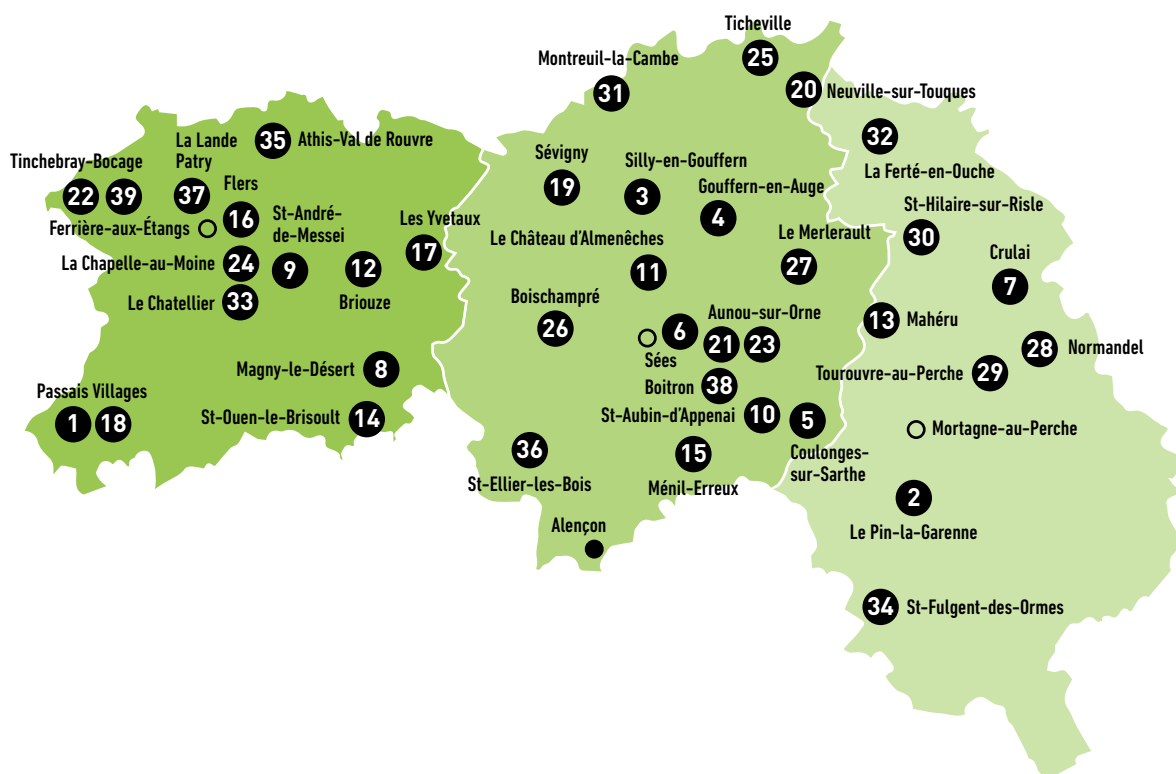 Ticheville
25
Montreuil-la-Cambe
31
20
Neuville-sur-Touques
32
La Ferté-en-Ouche
35
Athis-Val de Rouvre
La Lande
Patry
37
Tinchebray-Bocage
22
39
Flers
16
Ferrière-aux-Étangs
St-André-
de-Messei
9
La Chapelle-au-Moine
24
Le Chatellier
33
12
Briouze
Les Yvetaux
17
Sévigny
19
Silly-en-Gouffern
3
Gouffern-en-Auge
4
Le Château d'Almenêches
11
Le Merlerault
27
St-Hilaire-sur-Risle
30
Crulai
7
Boischampré
26
Sées
6
Aunou-sur-Orne
21
23
13
Mahéru
28
Normandel
Tourouvre-au-Perche
29
Magny-le-Désert
8
Boitron
38
Passais Villages
1
18
St-Ouen-le-Brisoult
14
St-Aubin-d'Appenai
10
5
Coulonges-
sur-Sarthe
Mortagne-au-Perche
36
St-Ellier-les-Bois
15
Ménil-Erreux
2
Le Pin-la-Garenne
Alençon
34
St-Fulgent-des-Ormes